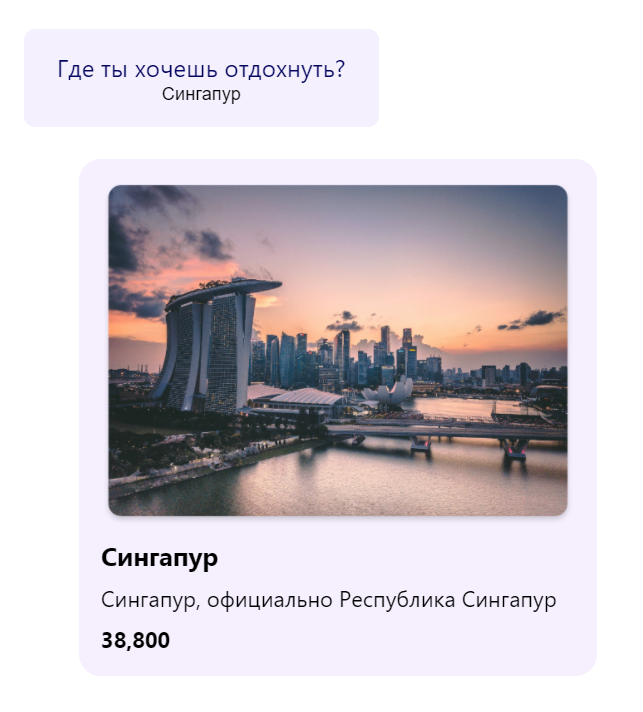 Где ты хочешь отдохнуть?
Сингапур
Сингапур
Сингапур, официально Республика Сингапур
38,800